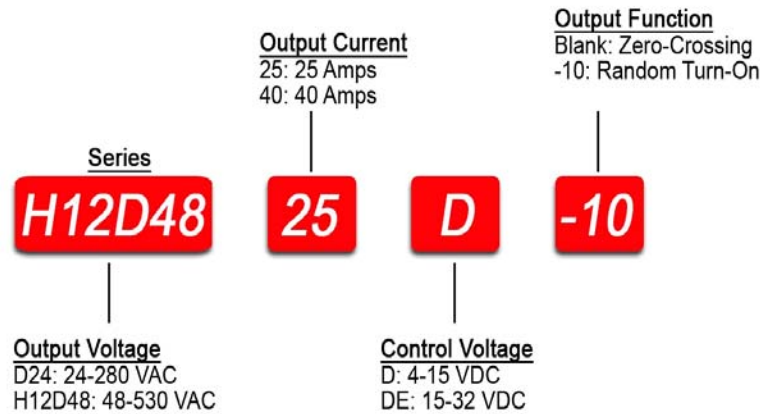 Output Function
Blank: Zero-Crossing
-10: Random Turn-On
Output Current
25: 25 Amps
40: 40 Amps
Series
H12D48 25 D -10
Output Voltage
D24: 24-280 VAC
H12D48: 48-530 VAC
Control Voltage
D: 4-15 VDC
DE: 15-32 VDC